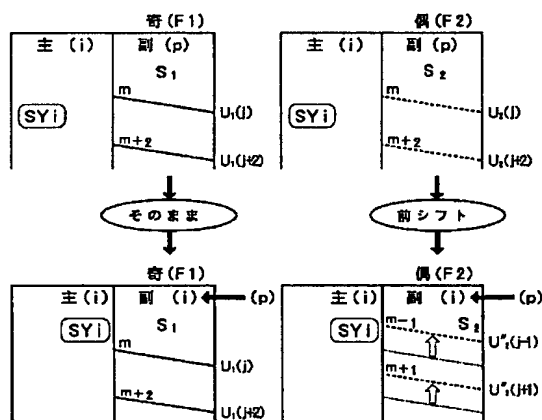 奇(F1)
主 (i) 副 (p)
S₁
m
SYi
U₁(j)
m+2
U₁(j+2)
偶(F2)
主 (i) 副 (p)
S₂
m
SYi
U₂(j)
m+2
U₂(j+2)
そのまま
前シフト
奇(F1)
主(i) 副 (i) (p)
SYi
S₁
m
U₁(j)
m+2
U₁(j+2)
偶(F2)
主(i) 副 (i) (p)
SYi
m-1
S₂
U"₂(j-1)
m+1
U"₂(j+1)